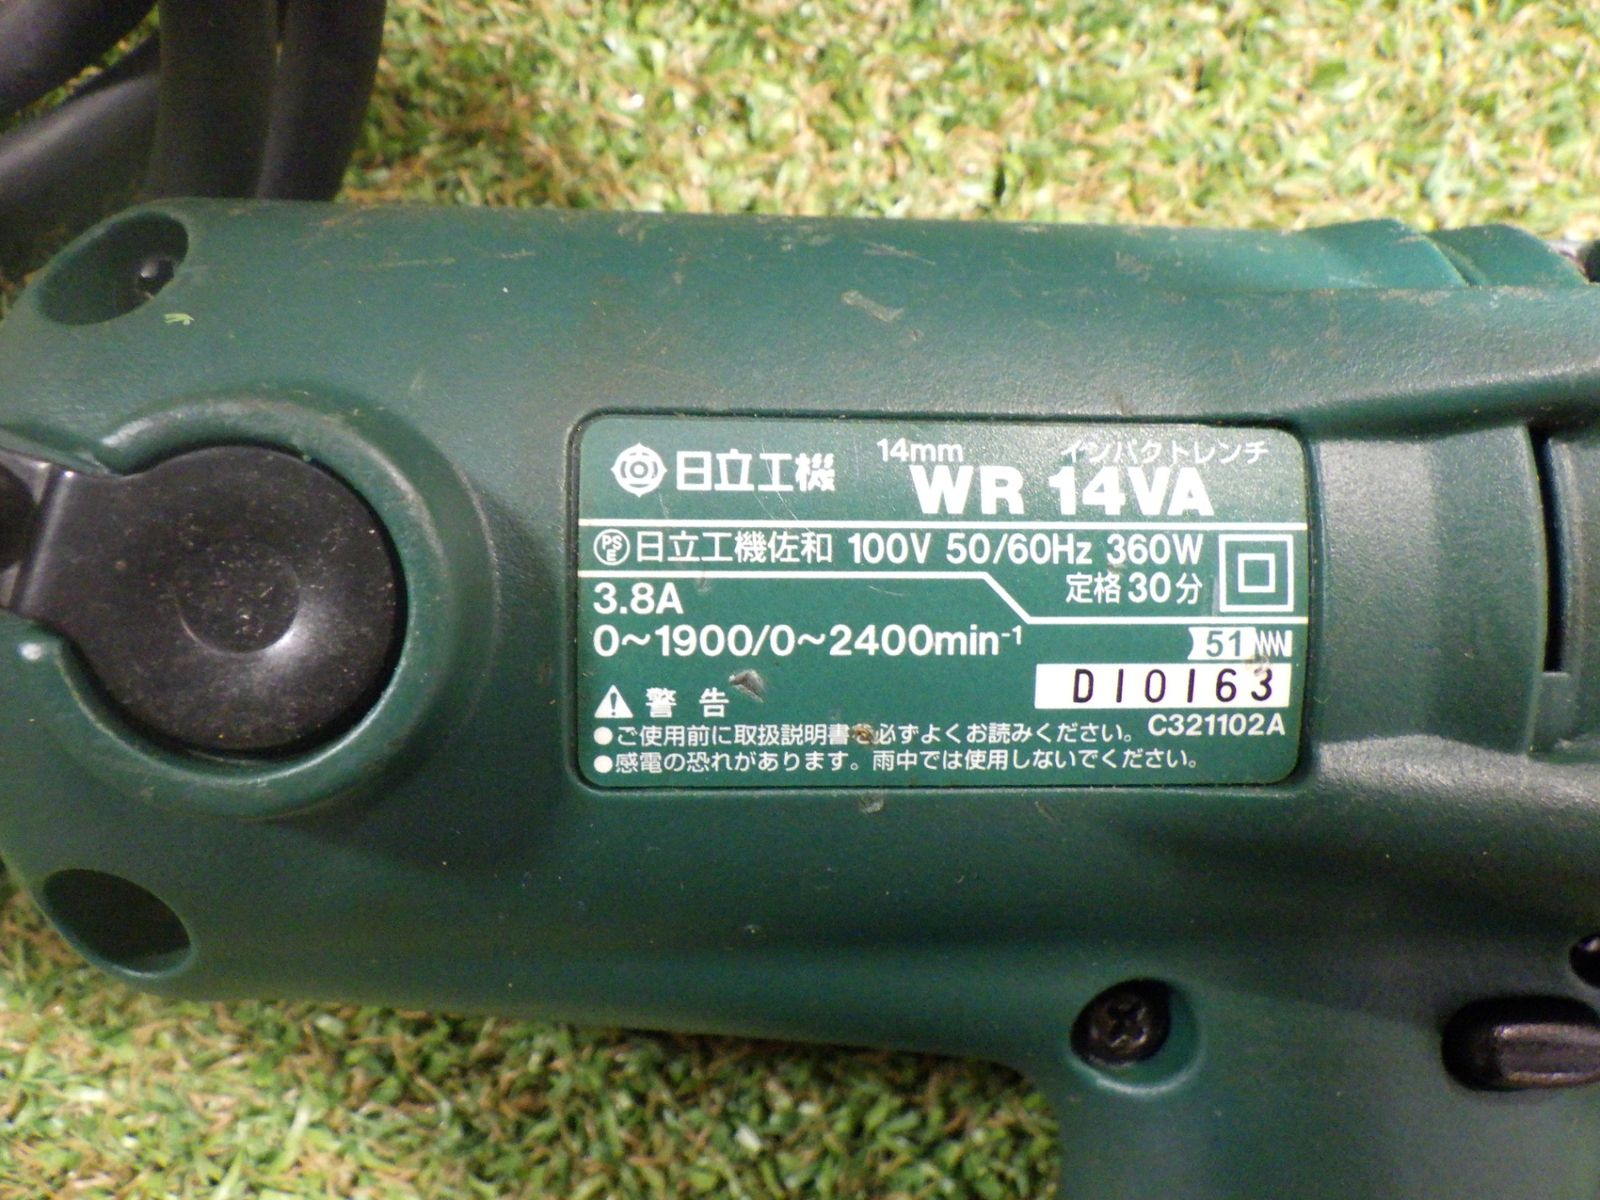 日立工機 14mm インパクトレンチ
WR 14VA
PSE 日立工機佐和 100V 50/60Hz 360W
定格30分
3.8A
0～1900/0～2400min-1
51
D10163
C321102A
警告
●ご使用前に取扱説明書を必ずよくお読みください。
●感電の恐れがあります。雨中では使用しないでください。